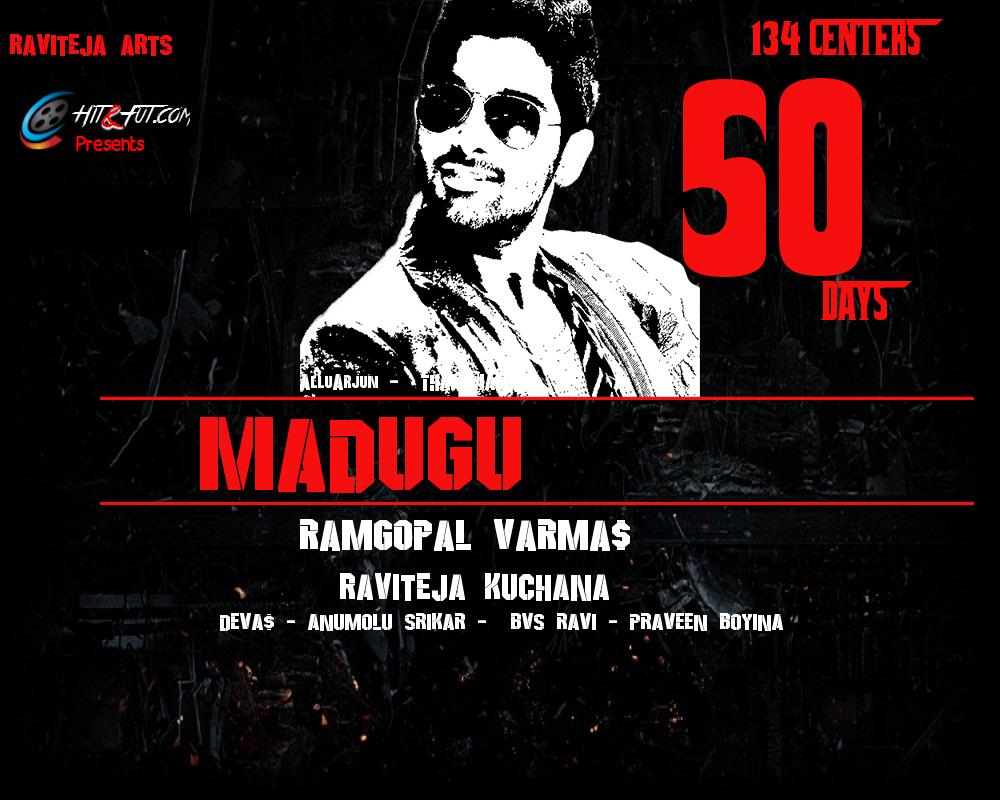 RAVITEJA ARTS
HIT&FUT.COM
Presents
134 CENTERS
50
DAYS
ALLUARJUN -
MADUGU
RAMGOPAL VARMA$
RAVITEJA KUCHANA
DEVA$ - ANUMOLU SRIKAR - BVS RAVI - PRAVEEN BOYINA